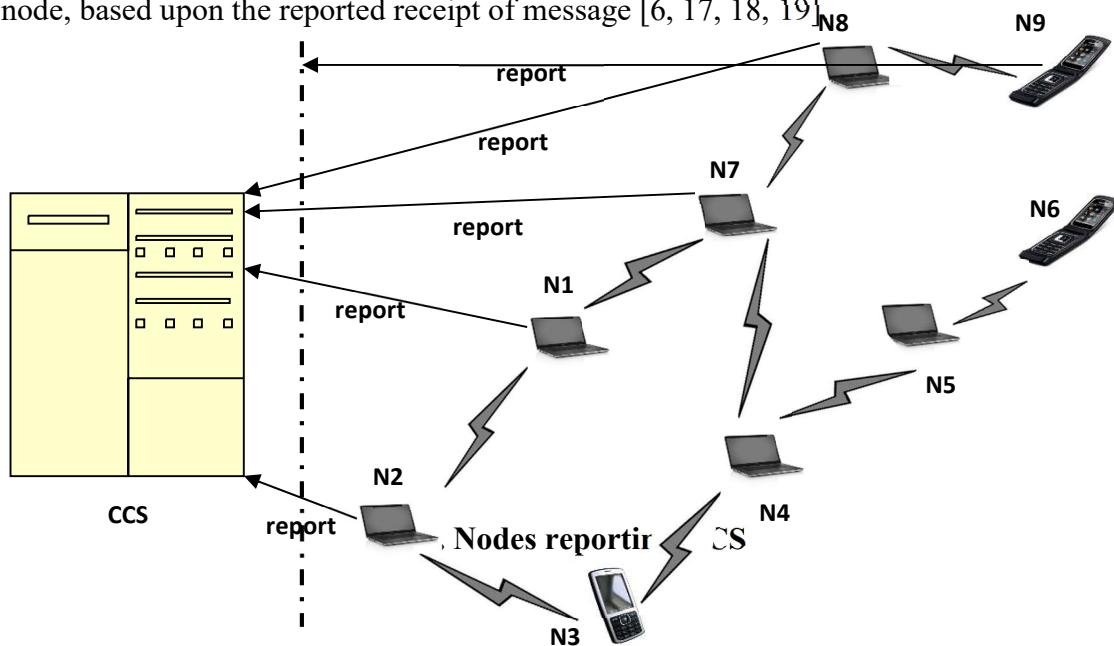 node, based upon the reported receipt of message [6, 17, 18, 19]
N8
N9
report
report
N7
N6
report
N1
report
N5
N2
N4
CCS
report
Nodes
N3